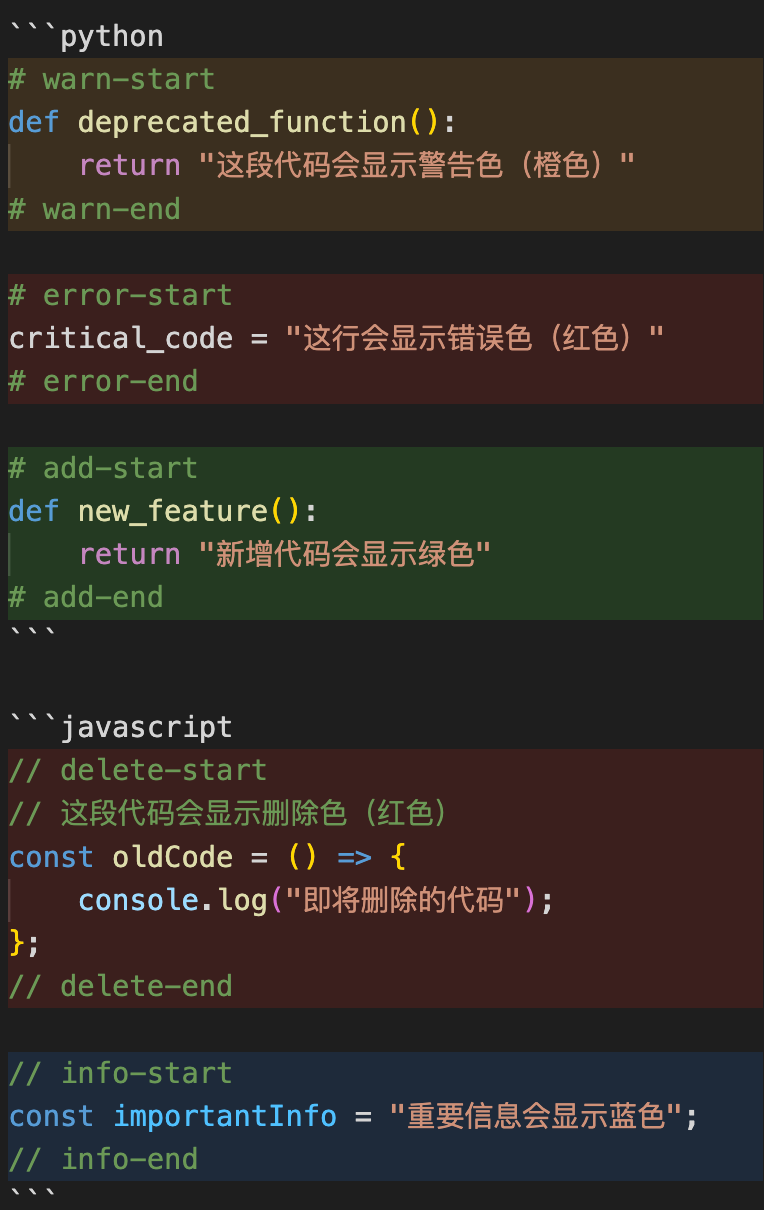 ```python
# warn-start
def deprecated_function():
    return "这段代码会显示警告色（橙色）"
# warn-end

# error-start
critical_code = "这行会显示错误色（红色）"
# error-end

# add-start
def new_feature():
    return "新增代码会显示绿色"
# add-end
```

```javascript
// delete-start
// 这段代码会显示删除色（红色）
const oldCode = () => {
    console.log("即将删除的代码");
};
// delete-end

// info-start
const importantInfo = "重要信息会显示蓝色";
// info-end
```